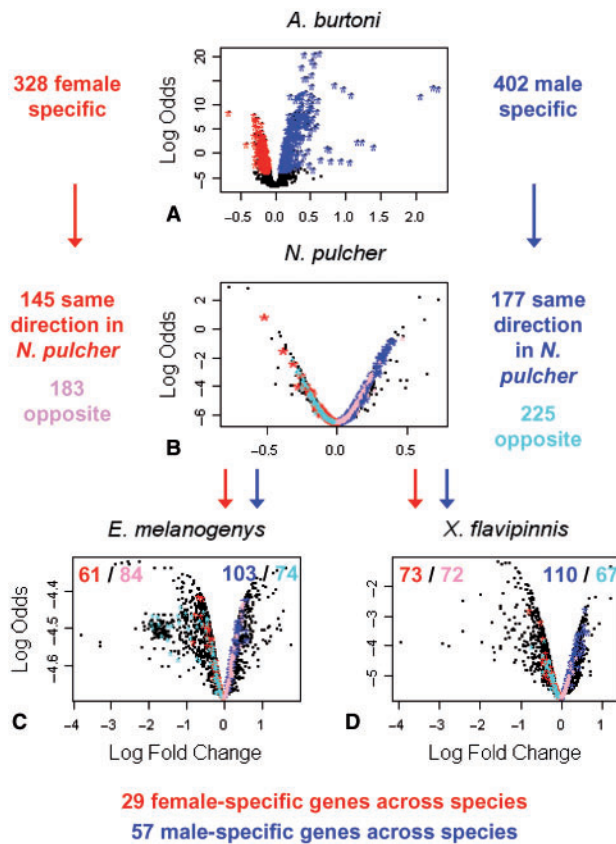 A. burtoni
328 female
specific
402 male
specific
Log Odds
20
15
10
5
0
-5
-0.5 0.0 0.5 1.0 1.5 2.0
A
N. pulcher
145 same
direction in
N. pulcher
183
opposite
177 same
direction
in N.
pulcher
225
opposite
Log Odds
2
0
-2
-4
-6
-0.5 0.0 0.5
B
E. melanogenys
61 / 84 103 / 74
Log Odds
-4.4
-4.5
-4.6
-4 -3 -2 -1 0 1
C
Log Fold Change
X. flavipinnis
73 / 72 110 / 67
-2
-3
-4
-5
-4 -3 -2 -1 0 1
D
Log Fold Change
29 female-specific genes across species
57 male-specific genes across species